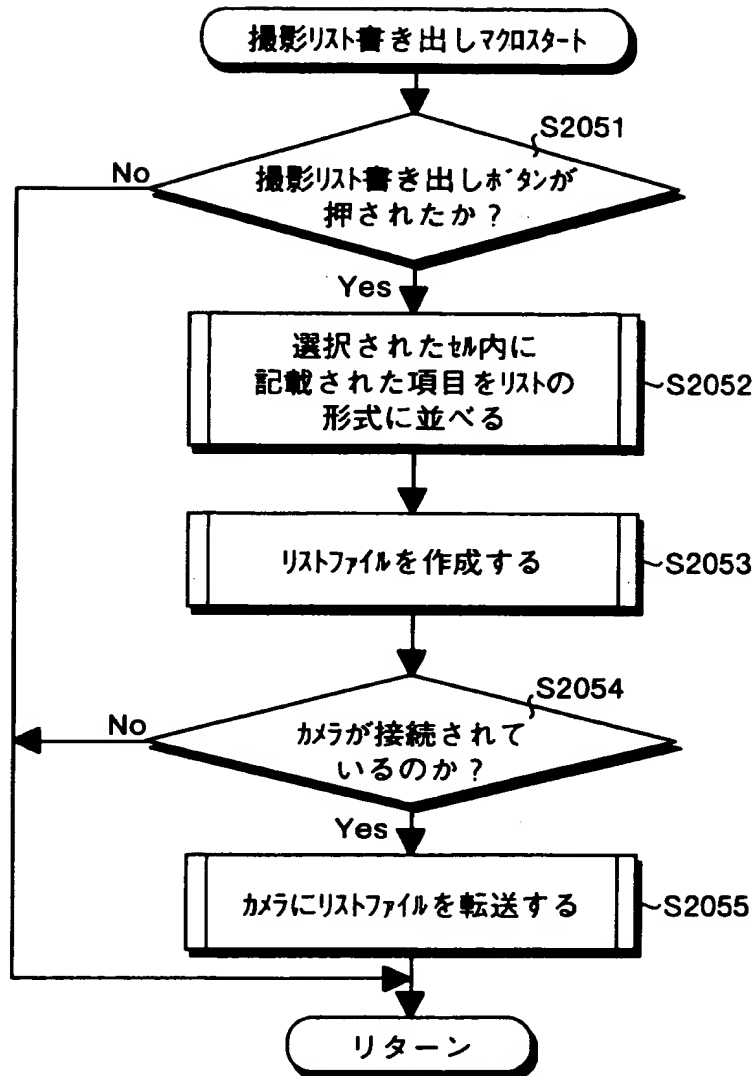 撮影リスト書き出しマクロスタート
S2051
No
撮影リスト書き出しボタンが
押されたか?
Yes
選択されたセル内に
記載された項目をリストの
形式に並べる
S2052
リストファイルを作成する
S2053
S2054
No
カメラが接続されて
いるのか?
Yes
カメラにリストファイルを転送する
S2055
リターン